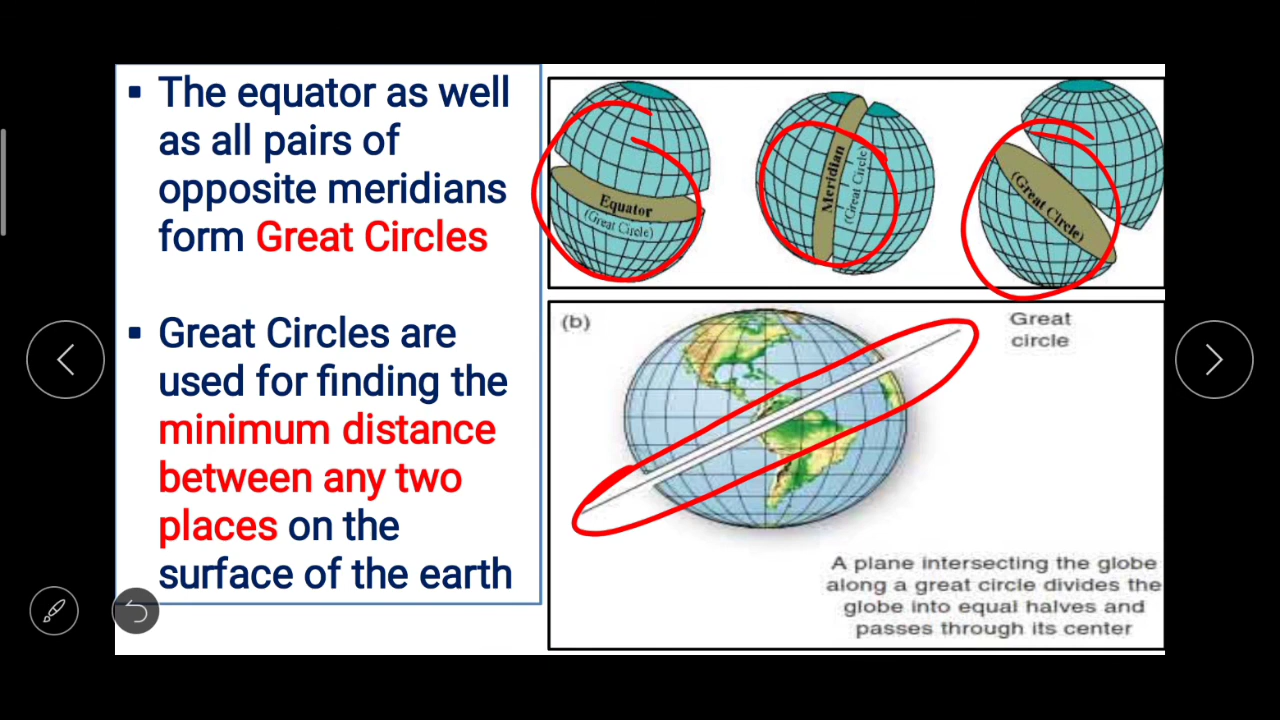 ▪ The equator as well
as all pairs of
opposite meridians
form Great Circles
▪ Great Circles are
used for finding the
minimum distance
between any two
places on the
surface of the earth
Equator
(Great Circle)
Meridian
(Great Circle)
(Great Circle)
(b)
Great
circle
A plane intersecting the globe
along a great circle divides the
globe into equal halves and
passes through its center